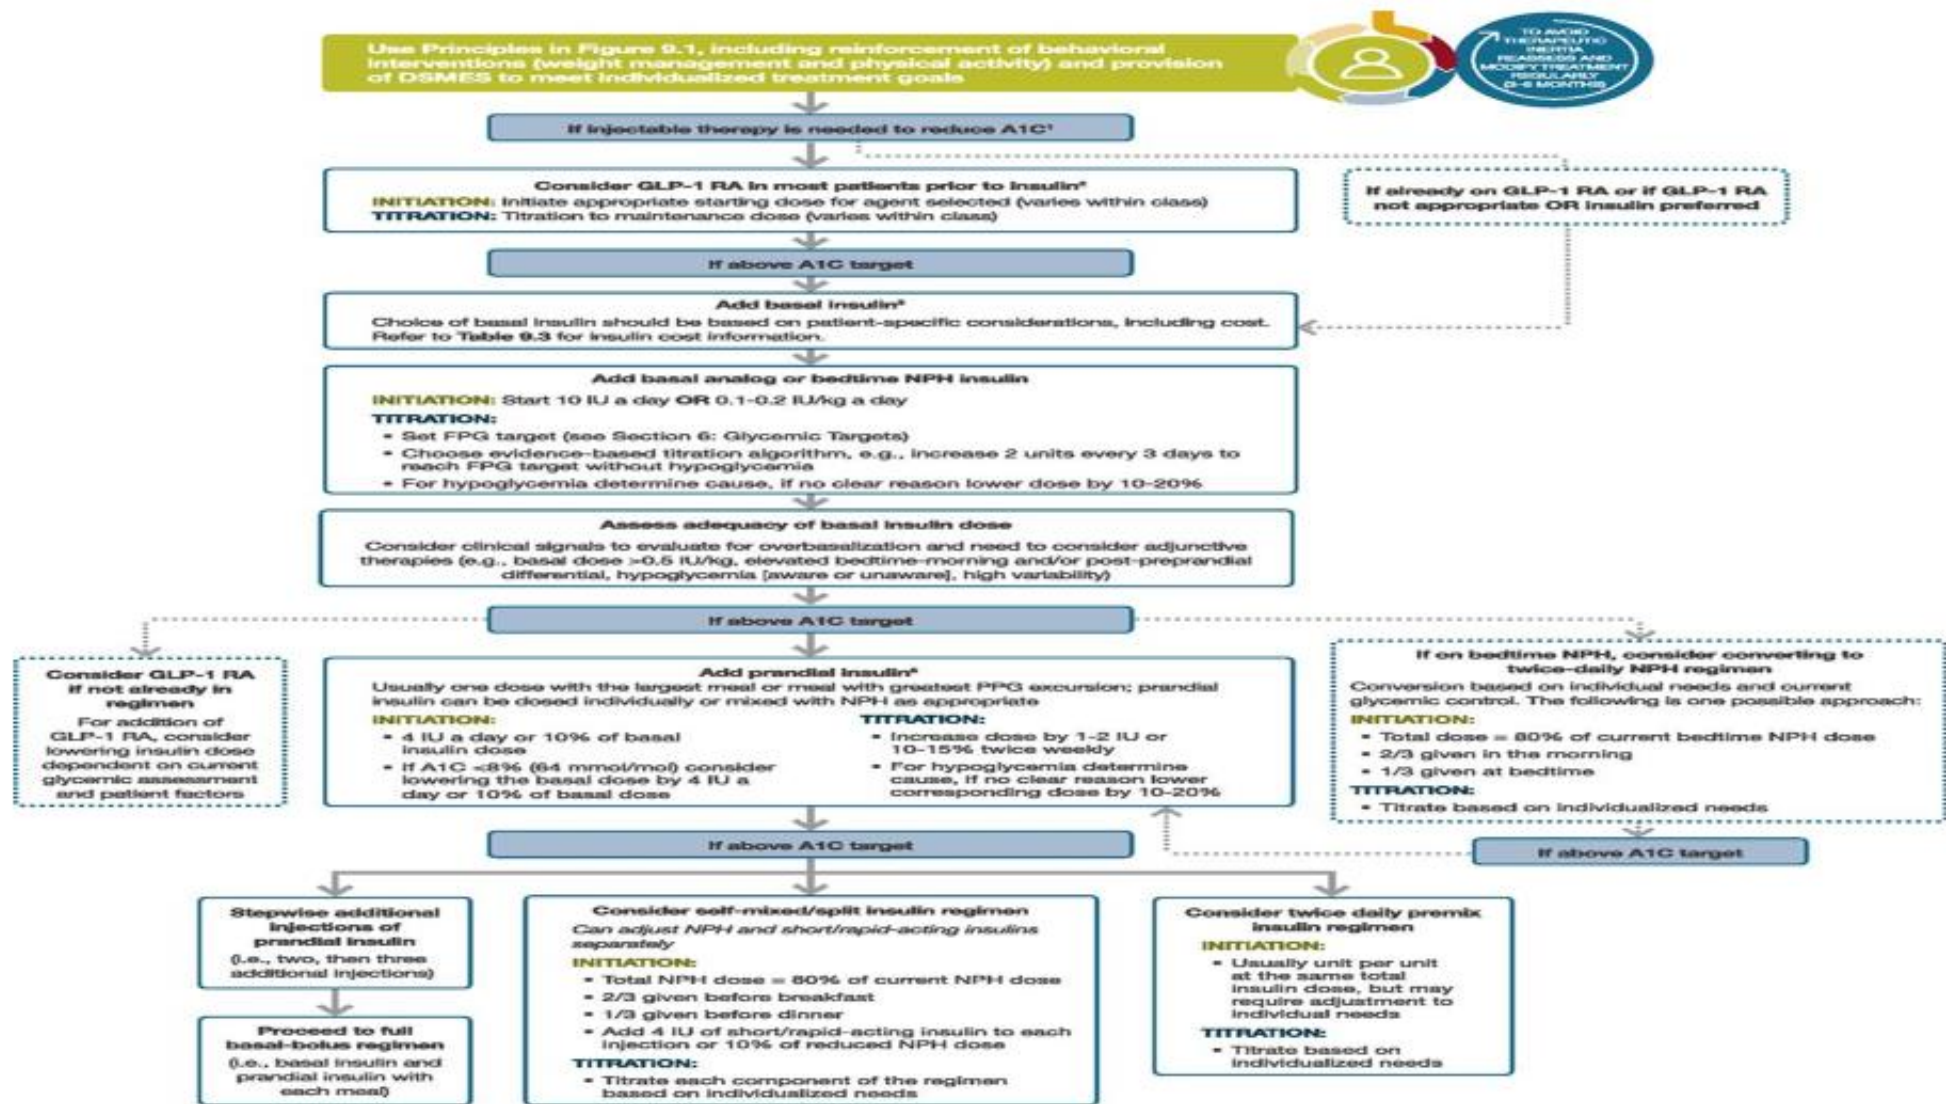 Use Principles in Figure 9.1, including reinforcement of behavioral
interventions (weight management and physical activity) and provision
of DSMES to meet individualized treatment goals
TO AVOID
THERAPEUTIC
INERTIA
REASSESS AND
MODIFY TREATMENT
REGULARLY
(3-6 MONTHS)
If injectable therapy is needed to reduce A1C¹
Consider GLP-1 RA in most patients prior to insulin²
INITIATION: Initiate appropriate starting dose for agent selected (varies within class)
TITRATION: Titration to maintenance dose (varies within class)
If already on GLP-1 RA or if GLP-1 RA
not appropriate OR insulin preferred
If above A1C target
Add basal insulin³
Choice of basal insulin should be based on patient-specific considerations, including cost.
Refer to Table 9.3 for insulin cost information.
Add basal analog or bedtime NPH insulin
INITIATION: Start 10 IU a day OR 0.1-0.2 IU/kg a day
TITRATION:
• Set FPG target (see Section 6: Glycemic Targets)
• Choose evidence-based titration algorithm, e.g., increase 2 units every 3 days to
reach FPG target without hypoglycemia
• For hypoglycemia determine cause, if no clear reason lower dose by 10-20%
Assess adequacy of basal insulin dose
Consider clinical signals to evaluate for overbasalization and need to consider adjunctive
therapies (e.g., basal dose >0.5 IU/kg, elevated bedtime-morning and/or post-preprandial
differential, hypoglycemia [aware or unaware], high variability)
If above A1C target
Consider GLP-1 RA
if not already in
regimen
For addition of
GLP-1 RA, consider
lowering insulin dose
dependent on current
glycemic assessment
and patient factors
Add prandial insulin
Usually one dose with the largest meal or meal with greatest PPG excursion; prandial
insulin can be dosed individually or mixed with NPH as appropriate
INITIATION:
• 4 IU a day or 10% of basal
insulin dose
• If A1C <8% (64 mmol/mol) consider
lowering the basal dose by 4 IU a
day or 10% of basal dose
TITRATION:
• Increase dose by 1-2 IU or
10-15% twice weekly
• For hypoglycemia determine
cause, if no clear reason lower
corresponding dose by 10-20%
If on bedtime NPH, consider converting to
twice-daily NPH regimen
Conversion based on individual needs and current
glycemic control. The following is one possible approach:
INITIATION:
• Total dose = 80% of current bedtime NPH dose
• 2/3 given in the morning
• 1/3 given at bedtime
TITRATION:
• Titrate based on individualized needs
If above A1C target
If above A1C target
Stepwise additional
injections of
prandial insulin
(i.e., two, then three
additional injections)
Proceed to full
basal-bolus regimen
(i.e., basal insulin and
prandial insulin with
each meal)
Consider self-mixed/split insulin regimen
Can adjust NPH and short/rapid-acting insulins
separately
INITIATION:
• Total NPH dose = 80% of current NPH dose
• 2/3 given before breakfast
• 1/3 given before dinner
• Add 4 IU of short/rapid-acting insulin to each
injection or 10% of reduced NPH dose
TITRATION:
• Titrate each component of the regimen
based on individualized needs
Consider twice daily premix
insulin regimen
INITIATION:
• Usually unit per unit
at the same total
insulin dose, but may
require adjustment to
individual needs
TITRATION:
• Titrate based on
individualized needs